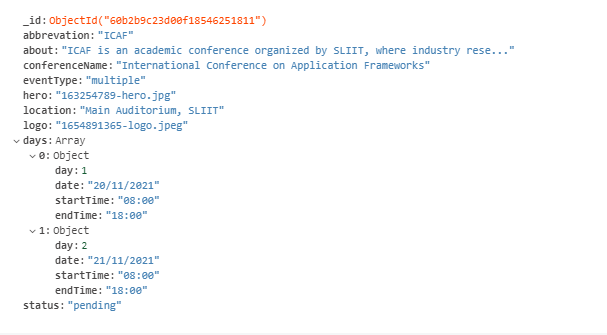 _id: ObjectId("60b2b9c23d00f18546251811")
abbrevation: "ICAF"
about: "ICAF is an academic conference organized by SLIIT, where industry rese..."
conferenceName: "International Conference on Application Frameworks"
eventType: "multiple"
hero: "163254789-hero.jpg"
location: "Main Auditorium, SLIIT"
logo: "1654891365-logo.jpeg"
days: Array
0: Object
day: 1
date: "20/11/2021"
startTime: "08:00"
endTime: "18:00"
1: Object
day: 2
date: "21/11/2021"
startTime: "08:00"
endTime: "18:00"
status: "pending"